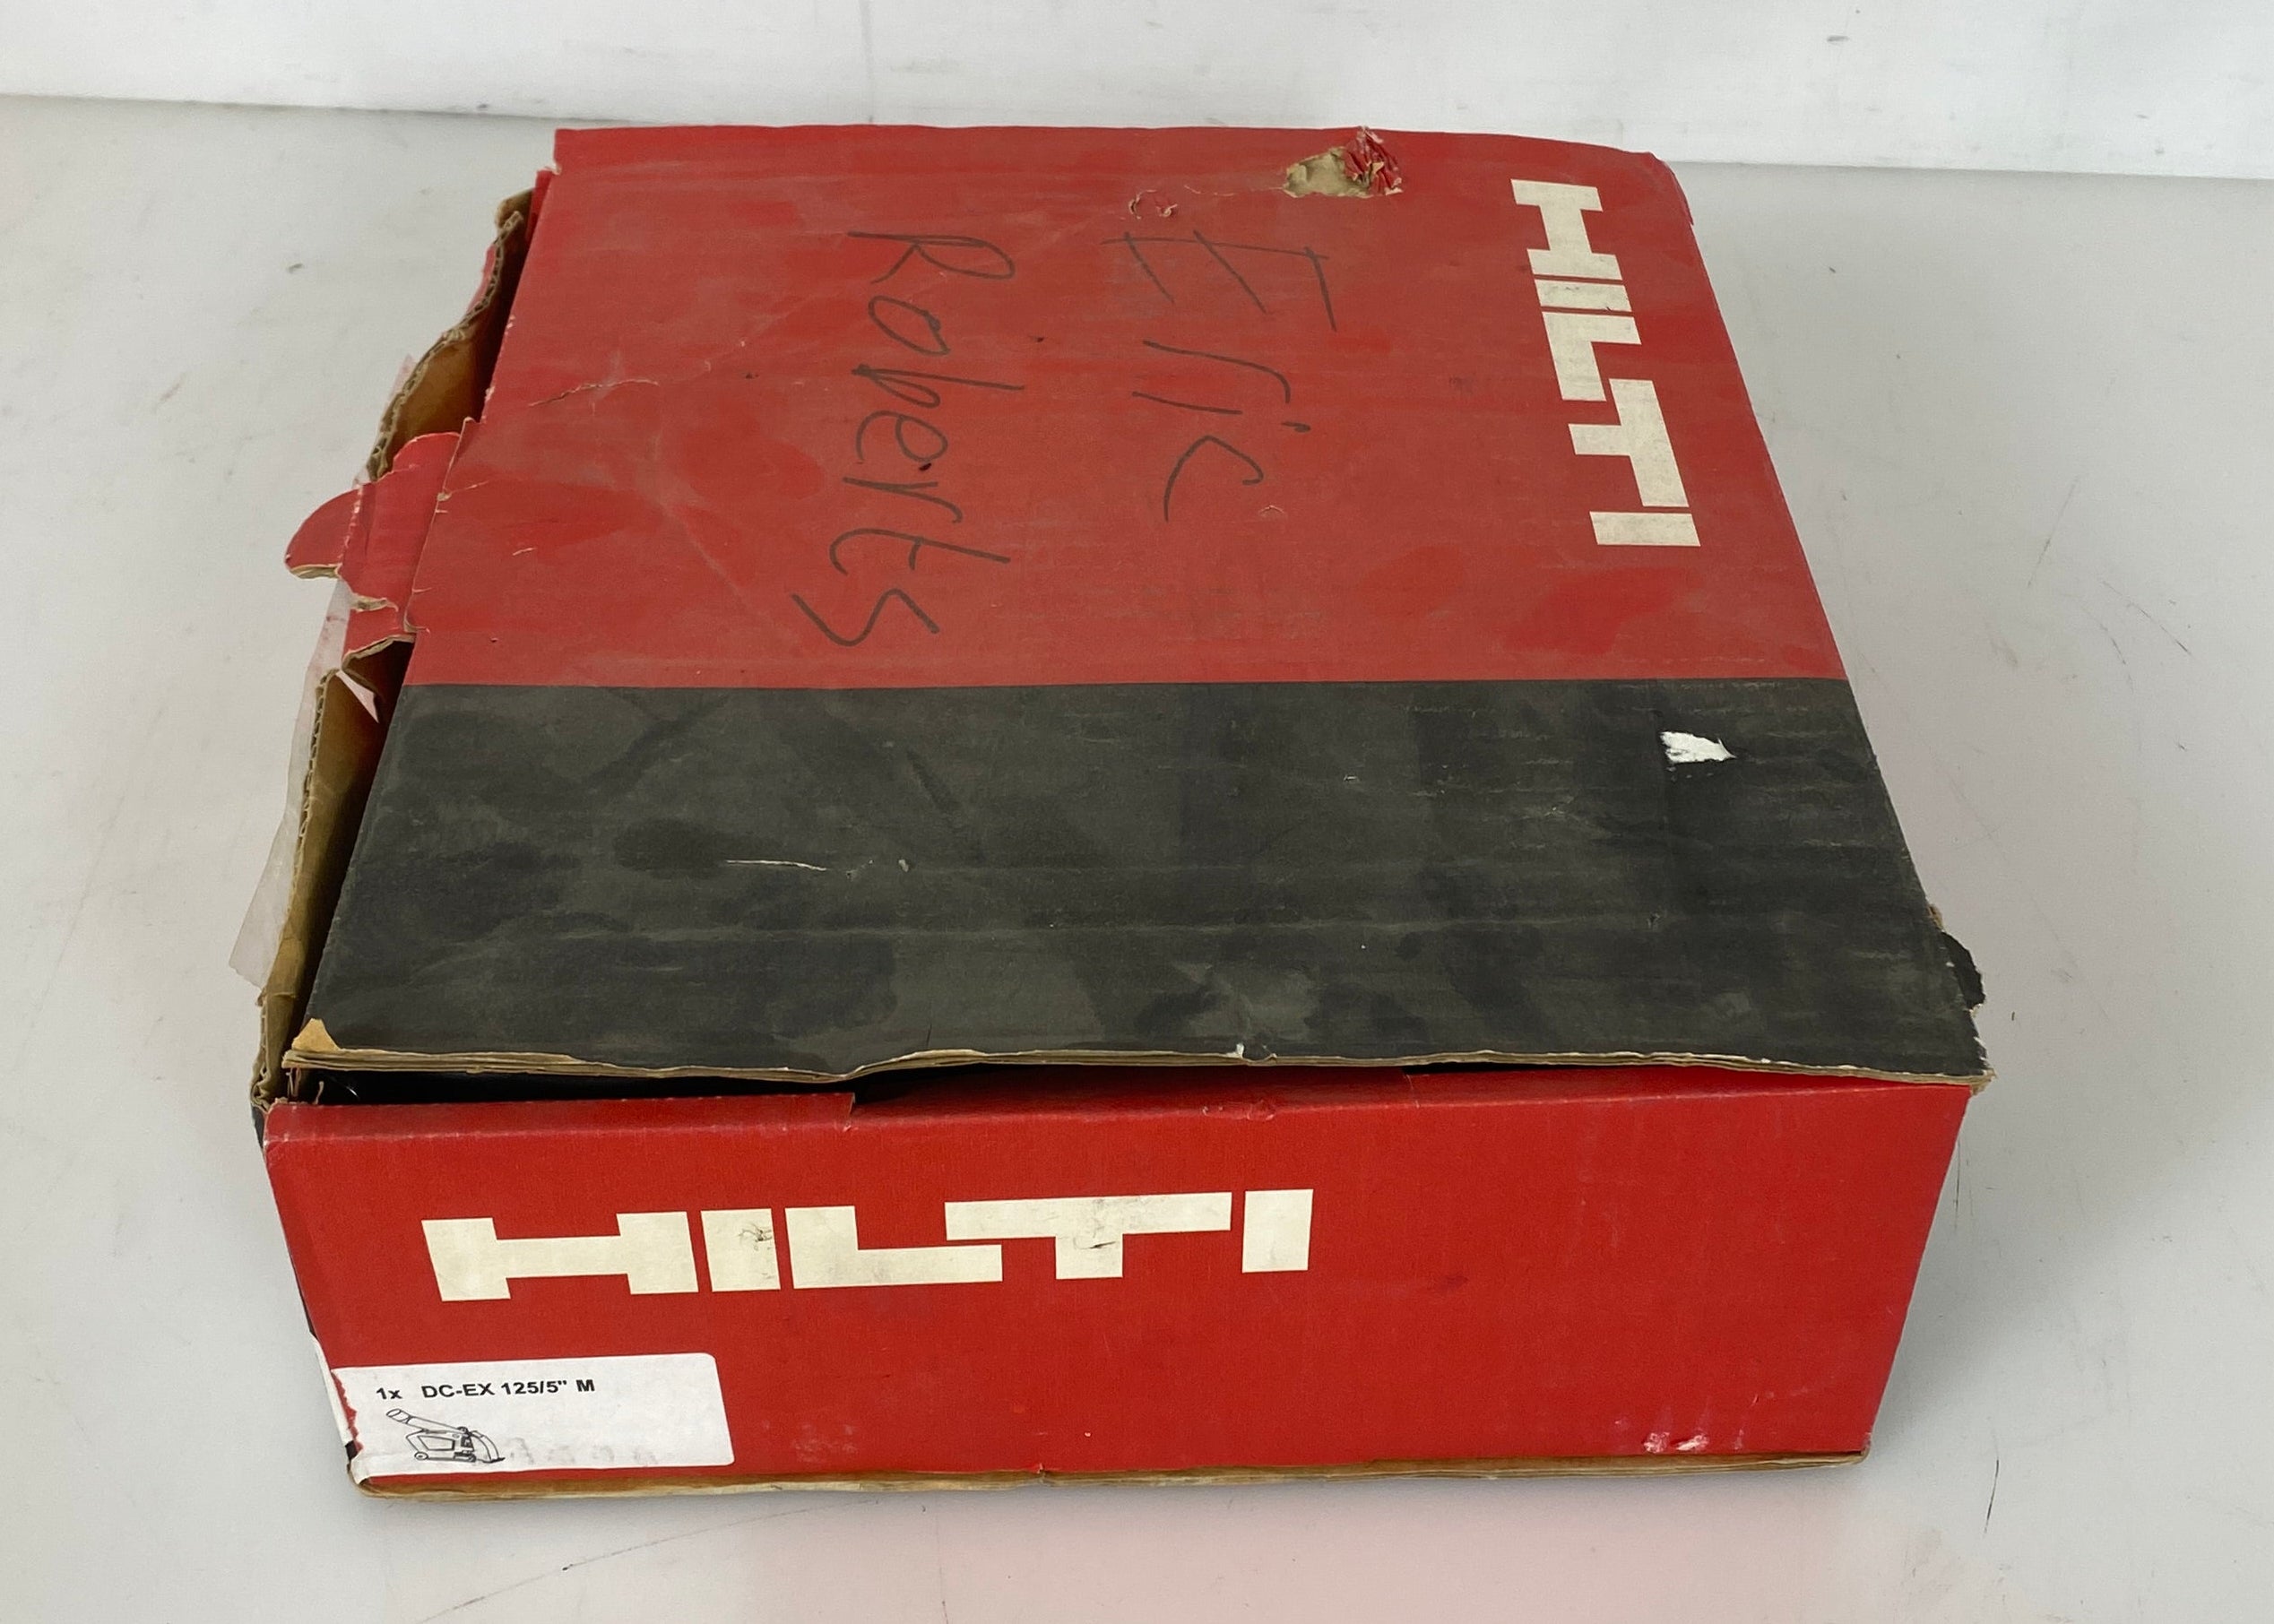 HILTI
Eric
Roberts
HILTI
1x DC-EX 125/5" M